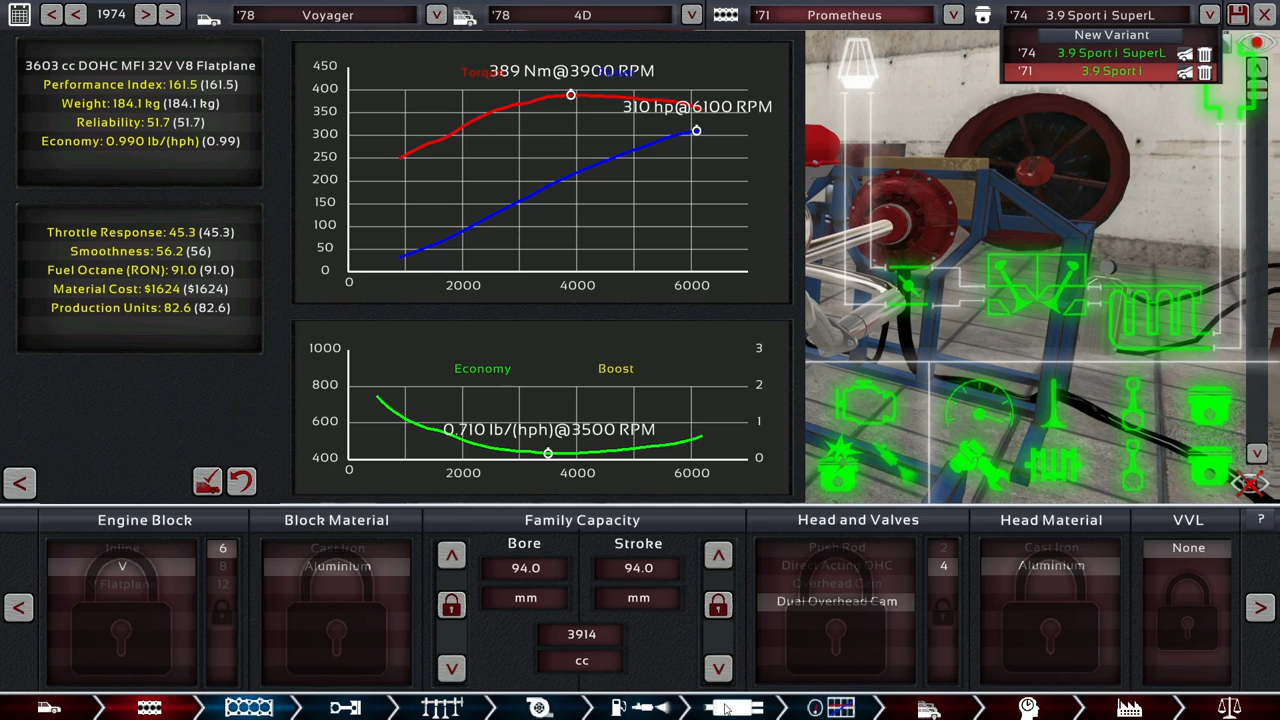 1974
'78 Voyager
'78 4D
'71 Prometheus
'74 3.9 Sport i SuperL
New Variant
'74 3.9 Sport i SuperL
'71 3.9 Sport i
3603 cc DOHC MFI 32V V8 Flatplane
Performance Index: 161.5 (161.5)
Weight: 184.1 kg (184.1 kg)
Reliability: 51.7 (51.7)
Economy: 0.990 lb/(hph) (0.99)
Throttle Response: 45.3 (45.3)
Smoothness: 56.2 (56)
Fuel Octane (RON): 91.0 (91.0)
Material Cost: $1624 ($1624)
Production Units: 82.6 (82.6)
450
400
350
300
250
200
150
100
50
0
389 Nm@3900 RPM
310 hp@6100 RPM
0 2000 4000 6000
1000
800
600
400
3
2
1
0
Economy Boost
0.710 lb/(hph)@3500 RPM
0 2000 4000 6000
Engine Block
Inline
V
Flatplane
6
8
12
Block Material
Cast Iron
Aluminium
Family Capacity
Bore Stroke
94.0 94.0
mm mm
3914
cc
Head and Valves
Push Rod
Direct Acting OHC
Overhead Cam
Dual Overhead Cam
2
4
Head Material
Cast Iron
Aluminium
VVL
None
?